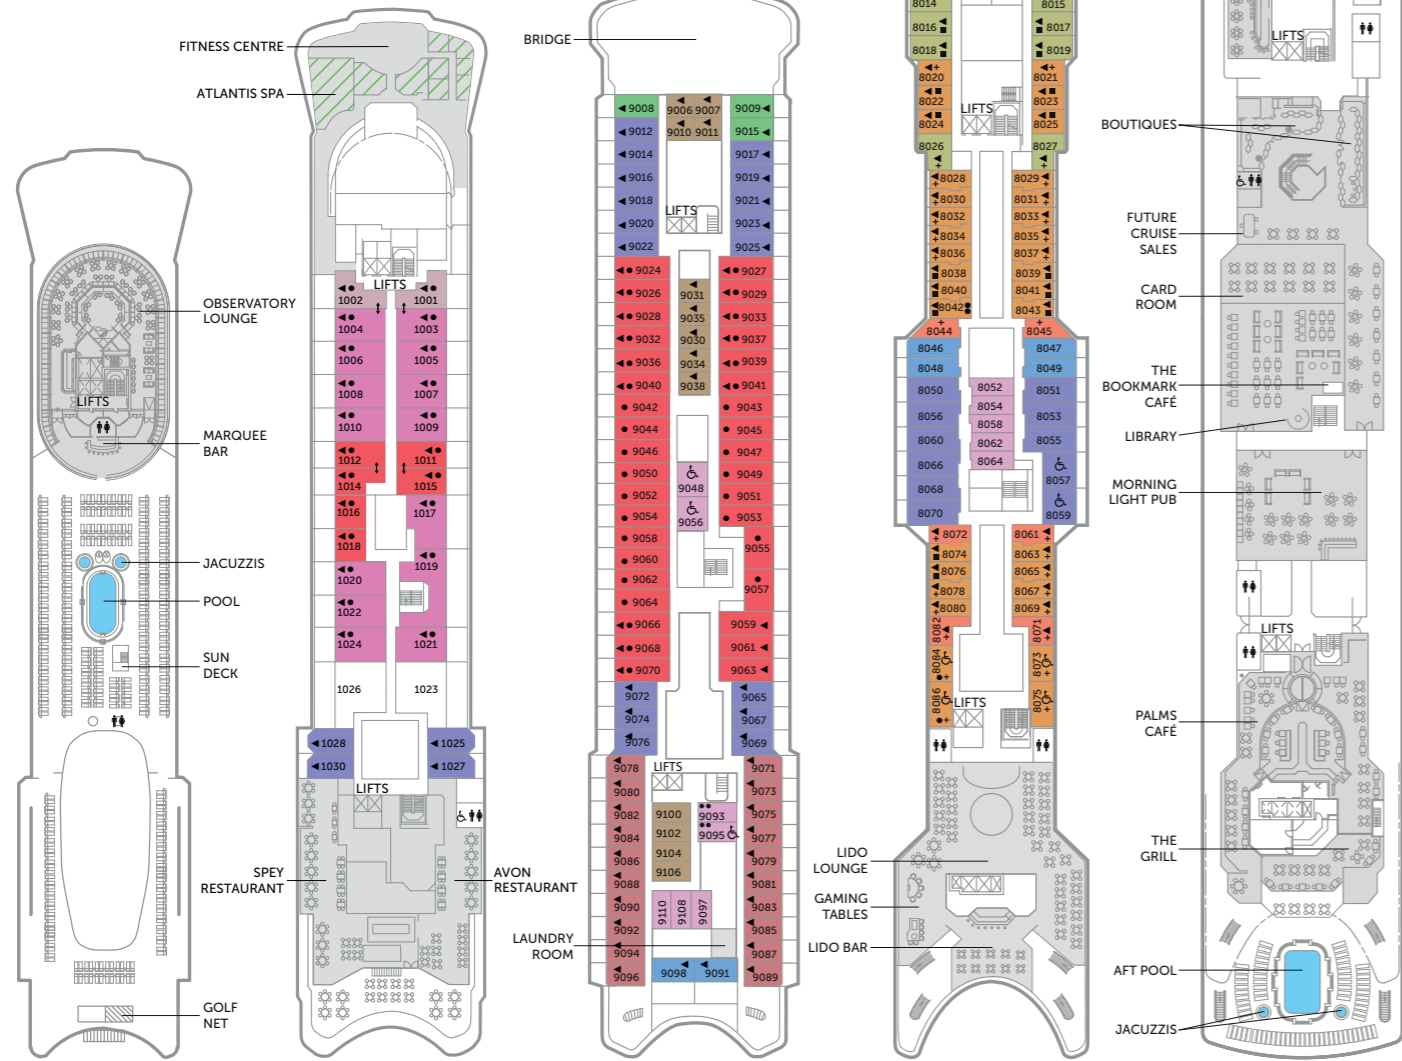 OBSERVATORY
LOUNGE
LIFTS
MARQUEE
BAR
JACUZZIS
POOL
SUN
DECK
GOLF
NET
FITNESS CENTRE
ATLANTIS SPA
LIFTS
1002 1001
1004 1003
1006 1005
1008 1007
1010 1009
1012 1011
1014 1015
1016 1017
1018
1019
1020
1022
1024 1021
1026 1023
1028 1025
1030 1027
LIFTS
SPEY
RESTAURANT
AVON
RESTAURANT
BRIDGE
9008 9006 9007 9009
9012 9010 9011 9015
9014 9017
9016 9019
9018 LIFTS 9021
9020 9023
9022 9025
9024 9027
9026 9031 9029
9028 9035 9033
9032 9030 9037
9036 9034 9039
9040 9038 9041
9042 9043
9044 9045
9046 9047
9050 9048 9049
9052 9051
9054 9056 9053
9058 9055
9060
9062 9057
9064
9066 9059
9068 9061
9070 9063
9072 9065
9074 9067
9076 9069
9078 LIFTS 9071
9080 9073
9082 9100 9093 9075
9084 9102 9095 9077
9086 9104 9079
9088 9106 9081
9090 9110 9108 9097 9083
9092 9085
9094 9087
9096 9098 9091 9089
LAUNDRY
ROOM
8014 8015
8016 8017
8018 8019
8020 8021
8022 8023
LIFTS
8024 8025
8026 8027
8028 8029
8030 8031
8032 8033
8034 8035
8036 8037
8038 8039
8040 8041
8042 8043
8044 8045
8046 8047
8048 8049
8050 8052 8051
8054
8056 8058 8053
8060 8062 8055
8066 8064 8057
8068
8070 8059
8072 8061
8074 8063
8076 8065
8078 8067
8080 8069
8082 8071
8084 8073
8086 8075
LIFTS
LIDO
LOUNGE
GAMING
TABLES
LIDO BAR
LIFTS
BOUTIQUES
FUTURE
CRUISE
SALES
CARD
ROOM
THE
BOOKMARK
CAFÉ
LIBRARY
MORNING
LIGHT PUB
LIFTS
PALMS
CAFÉ
THE
GRILL
AFT POOL
JACUZZIS